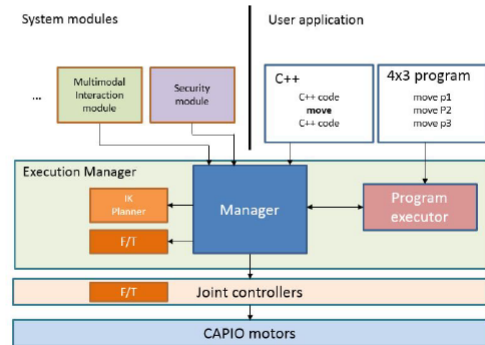 System modules
User application
...
Multimodal
Interaction
module
Security
module
C++
C++ code
move
C++ code
4x3 program
move p1
move P2
move p3
Execution Manager
IK
Planner
F/T
Manager
Program
executor
F/T
Joint controllers
CAPIO motors